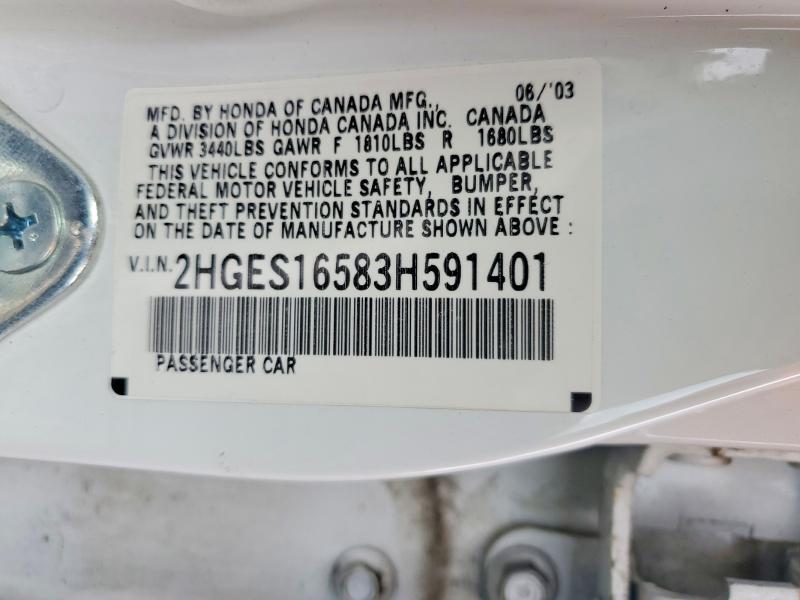 06/'03
MFD. BY HONDA OF CANADA MFG.,
A DIVISION OF HONDA CANADA INC. CANADA
GVWR 3440LBS GAWR F 1810LBS R 1680LBS
THIS VEHICLE CONFORMS TO ALL APPLICABLE
FEDERAL MOTOR VEHICLE SAFETY, BUMPER,
AND THEFT PREVENTION STANDARDS IN EFFECT
ON THE DATE OF MANUFACTURE SHOWN ABOVE :
V.I.N. 2HGES16583H591401
PASSENGER CAR